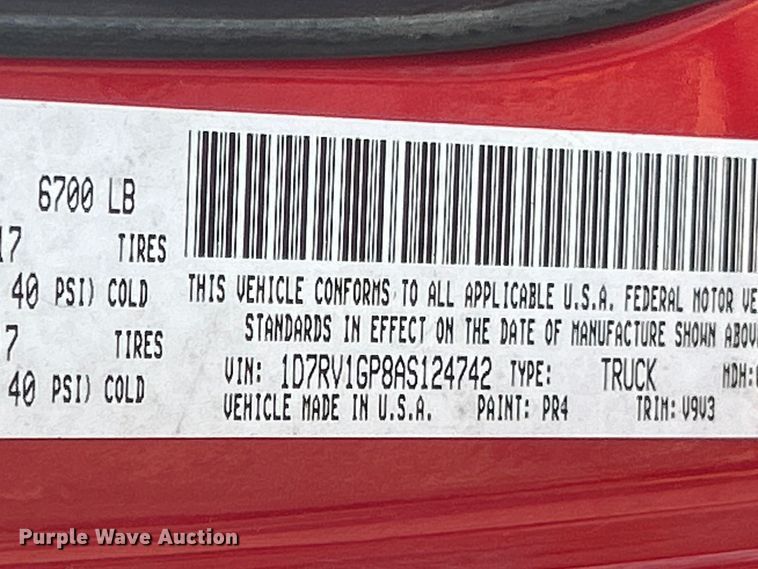 6700 LB
17 TIRES
40 PSI) COLD
7 TIRES
40 PSI) COLD
THIS VEHICLE CONFORMS TO ALL APPLICABLE U.S.A. FEDERAL MOTOR VE
STANDARDS IN EFFECT ON THE DATE OF MANUFACTURE SHOWN ABOVE
VIN: 1D7RV1GP8AS124742 TYPE: TRUCK MDH:
VEHICLE MADE IN U.S.A. PAINT: PR4 TRIM: V9V3
Purple Wave Auction